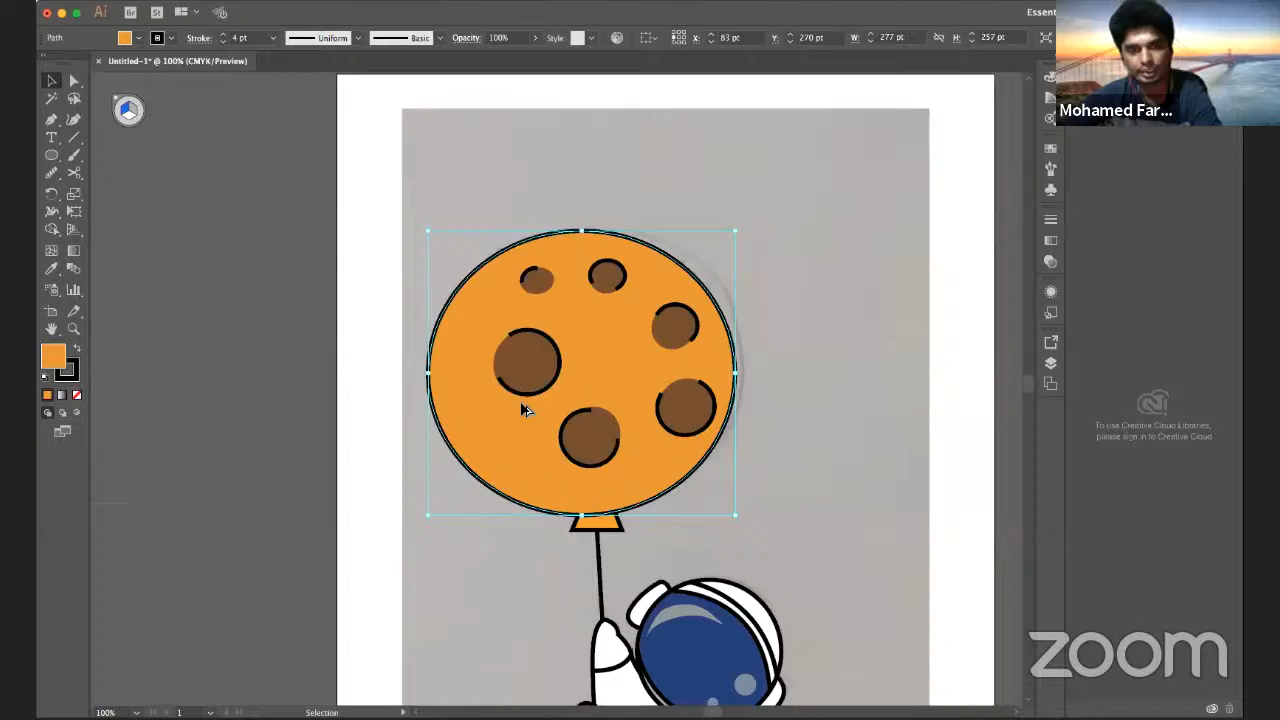 Ai Br St Essent
Path Stroke: 4 pt Uniform Basic Opacity: 100% Style X: 83 pt Y: 270 pt W: 277 pt H: 257 pt
× Untitled-1* @ 100% (CMYK/Preview)
Mohamed Far...
To use Creative Cloud Libraries,
please sign in to Creative Cloud
zoom
100% 1 Selection